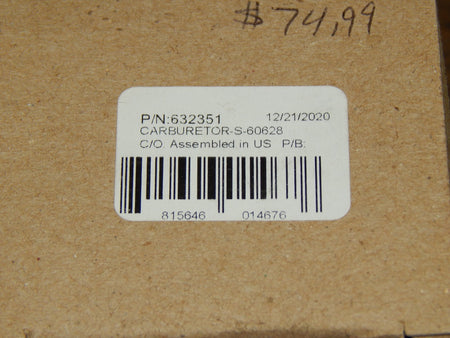 $74,99
P/N:632351 12/21/2020
CARBURETOR-S-60628
C/O. Assembled in US P/B:
815646 014676